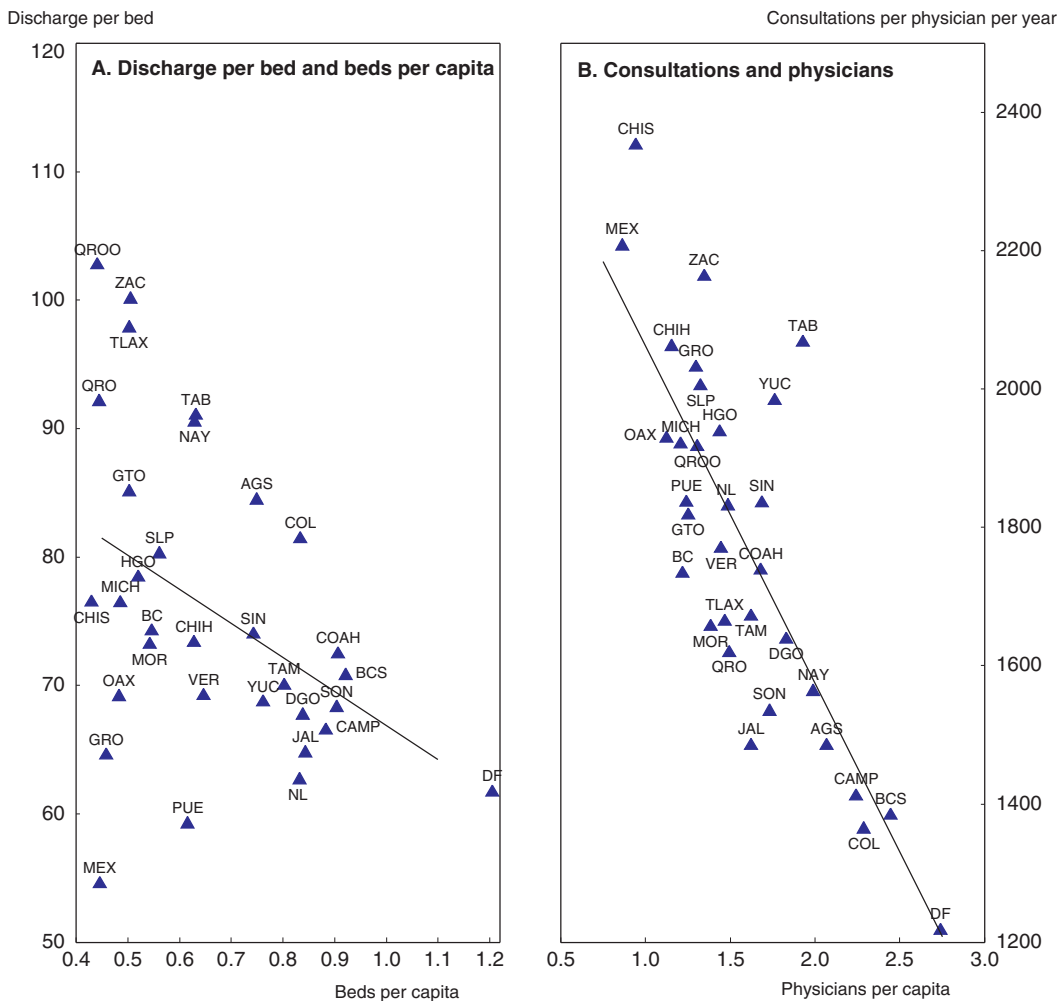 Discharge per bed
Consultations per physician per year
A. Discharge per bed and beds per capita
120
110
100
90
80
70
60
50
QROO
ZAC
TLAX
QRO
TAB
NAY
GTO
AGS
COL
SLP
HGO
MICH
CHIS
BC
CHIH
SIN
MOR
COAH
BCS
OAX
VER
YUC
TAM
DGO
SON
CAMP
GRO
JAL
NL
DF
PUE
MEX
0.4 0.5 0.6 0.7 0.8 0.9 1.0 1.1 1.2
Beds per capita
B. Consultations and physicians
2400
2200
2000
1800
1600
1400
1200
CHIS
MEX
ZAC
CHIH
TAB
GRO
YUC
SLP
HGO
OAX
MICH
QROO
PUE
NL
SIN
GTO
BC
VER
COAH
TLAX
MOR
TAM
DGO
QRO
NAY
SON
JAL
AGS
CAMP
BCS
COL
DF
0.5 1.0 1.5 2.0 2.5 3.0
Physicians per capita